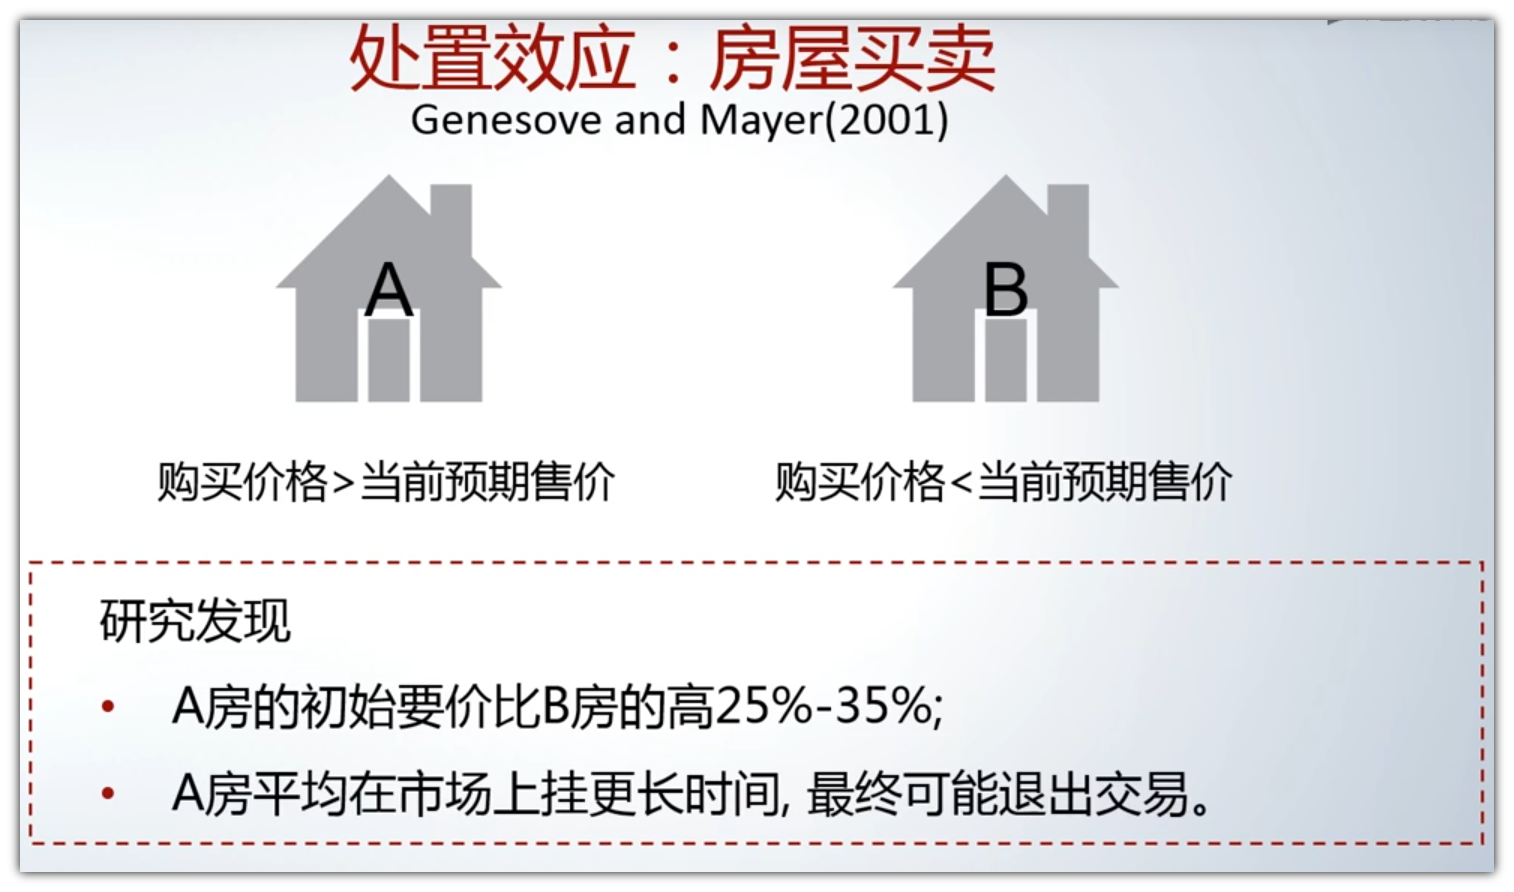 处置效应：房屋买卖
Genesove and Mayer(2001)
A
B
购买价格>当前预期售价
购买价格<当前预期售价
研究发现
• A房的初始要价比B房的高25%-35%;
• A房平均在市场上挂更长时间, 最终可能退出交易。